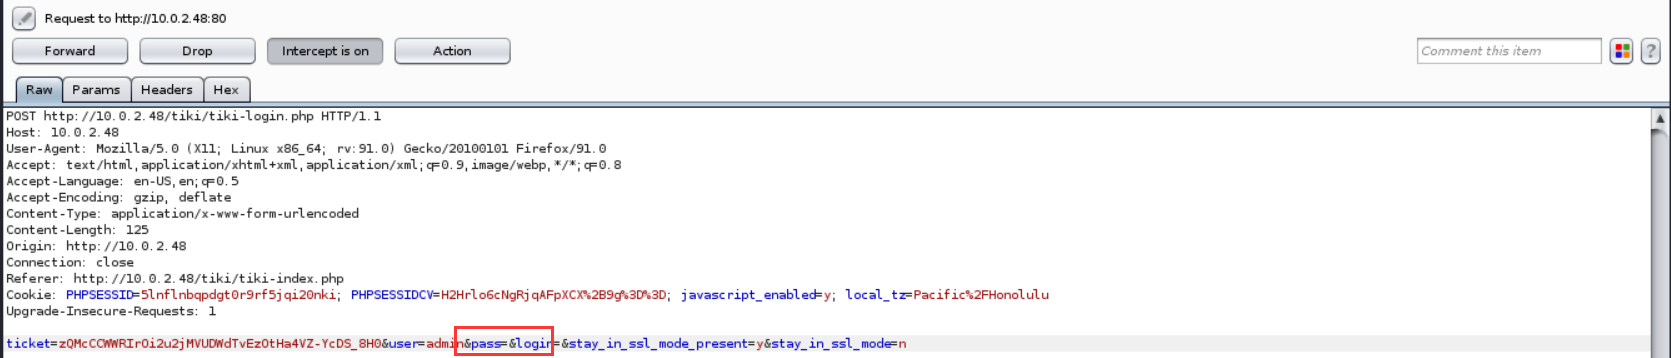 Request to http://10.0.2.48:80
Forward Drop Intercept is on Action Comment this item ?
Raw Params Headers Hex
POST http://10.0.2.48/tiki/tiki-login.php HTTP/1.1
Host: 10.0.2.48
User-Agent: Mozilla/5.0 (X11; Linux x86_64; rv:91.0) Gecko/20100101 Firefox/91.0
Accept: text/html,application/xhtml+xml,application/xml;q=0.9,image/webp,*/*;q=0.8
Accept-Language: en-US,en;q=0.5
Accept-Encoding: gzip, deflate
Content-Type: application/x-www-form-urlencoded
Content-Length: 125
Origin: http://10.0.2.48
Connection: close
Referer: http://10.0.2.48/tiki/tiki-index.php
Cookie: PHPSESSID=5lnflnbqpdgt0r9rf5jqi20nki; PHPSESSIDCV=H2Hrlo6cNgRjqAFpXCX%2B9g%3D%3D; javascript_enabled=y; local_tz=Pacific%2FHonolulu
Upgrade-Insecure-Requests: 1
ticket=zQMcCCWWRIrOi2u2jMVUDWdTvEzOtHa4VZ-YcDS_8H0&user=admin&pass=&login=&stay_in_ssl_mode_present=y&stay_in_ssl_mode=n